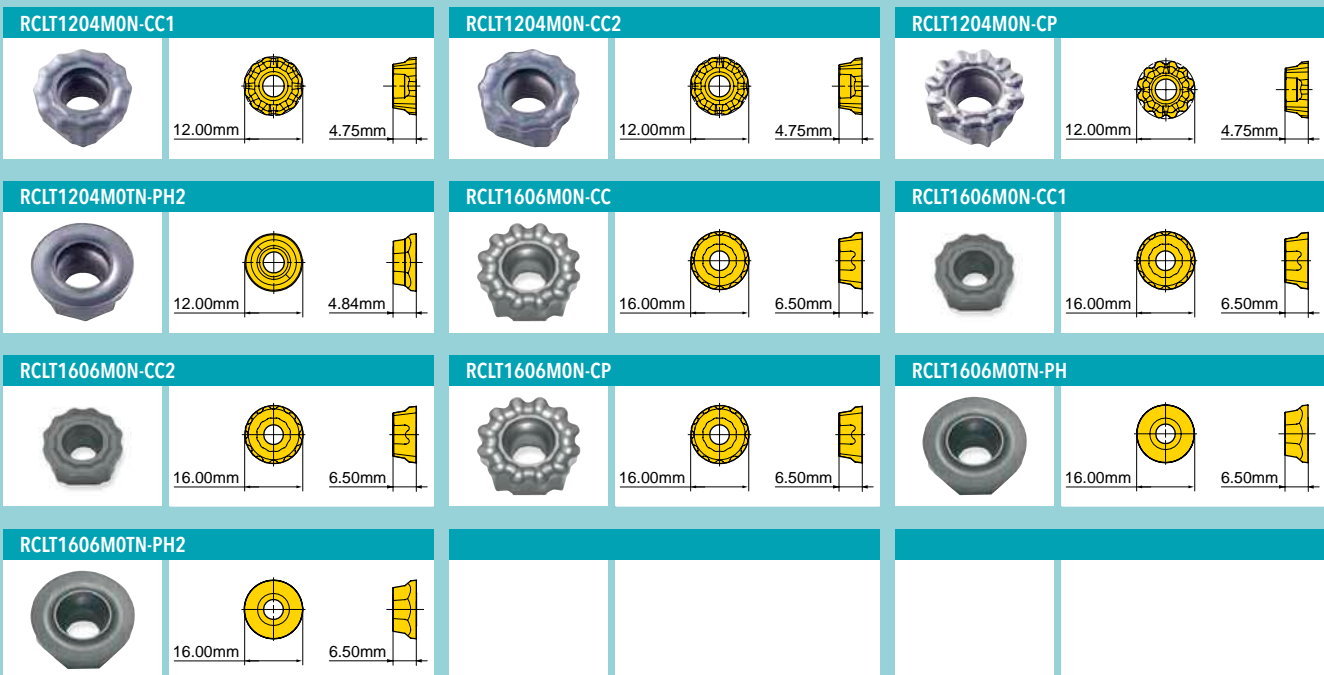 RCLT1204M0N-CC1
12.00mm 4.75mm
RCLT1204M0N-CC2
12.00mm 4.75mm
RCLT1204M0N-CP
12.00mm 4.75mm
RCLT1204M0TN-PH2
12.00mm 4.84mm
RCLT1606M0N-CC
16.00mm 6.50mm
RCLT1606M0N-CC1
16.00mm 6.50mm
RCLT1606M0N-CC2
16.00mm 6.50mm
RCLT1606M0N-CP
16.00mm 6.50mm
RCLT1606M0TN-PH
16.00mm 6.50mm
RCLT1606M0TN-PH2
16.00mm 6.50mm